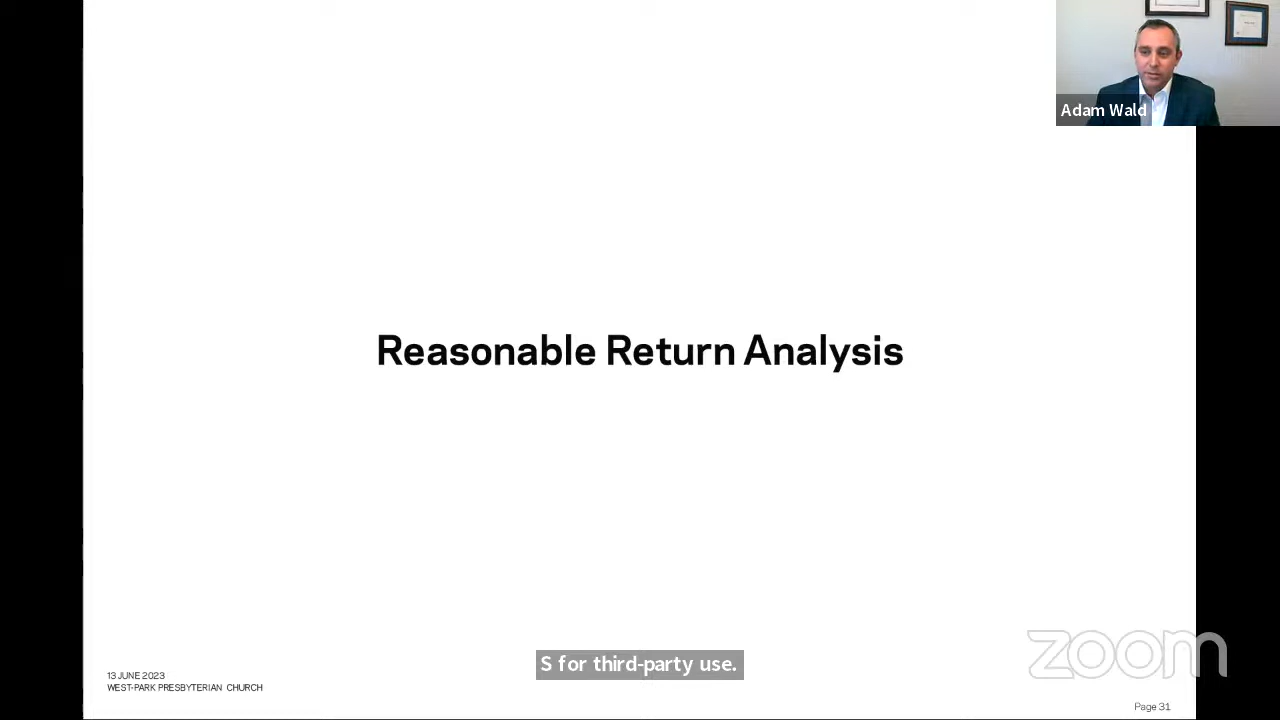 Adam Wald
Reasonable Return Analysis
S for third-party use.
zoom
13 JUNE 2023
WEST-PARK PRESBYTERIAN CHURCH
Page 31